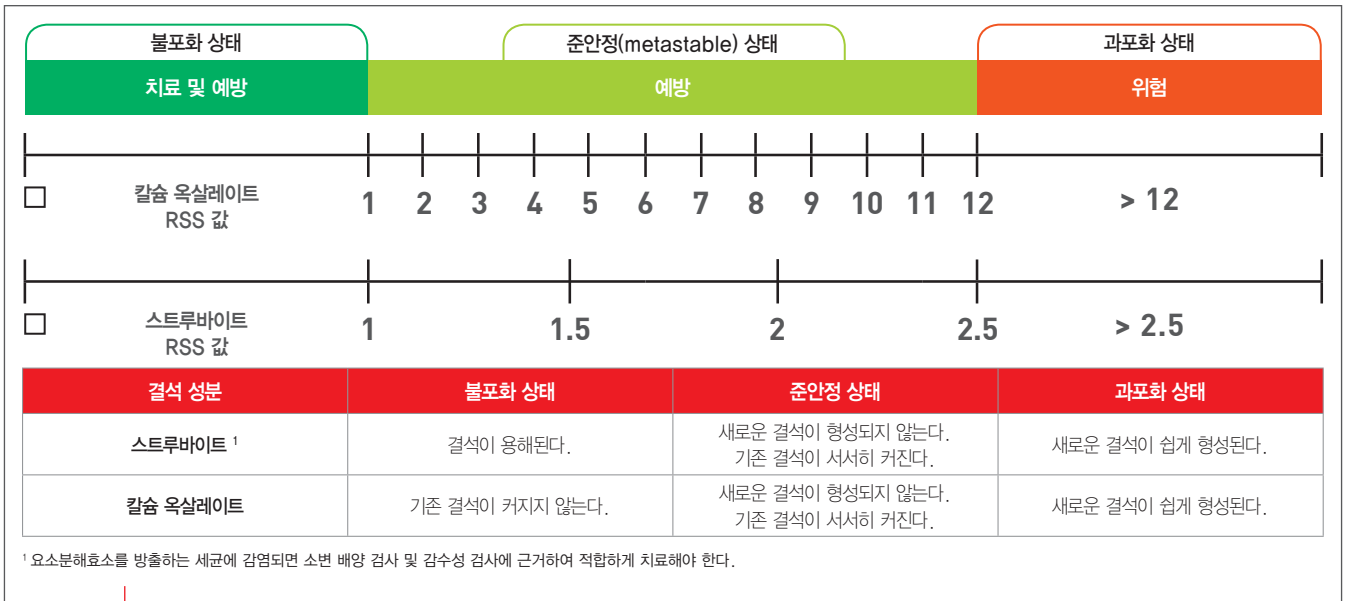 불포화 상태 준안정(metastable) 상태 과포화 상태
치료 및 예방 예방 위험
칼슘 옥살레이트
RSS 값
1 2 3 4 5 6 7 8 9 10 11 12 > 12
스트루바이트
RSS 값
1 1.5 2 2.5 > 2.5
결석 성분 불포화 상태 준안정 상태 과포화 상태
스트루바이트 1 결석이 용해된다. 새로운 결석이 형성되지 않는다. 새로운 결석이 쉽게 형성된다.
기존 결석이 서서히 커진다.
칼슘 옥살레이트 기존 결석이 커지지 않는다. 새로운 결석이 형성되지 않는다. 새로운 결석이 쉽게 형성된다.
기존 결석이 서서히 커진다.
1 요소분해효소를 방출하는 세균에 감염되면 소변 배양 검사 및 감수성 검사에 근거하여 적합하게 치료해야 한다.